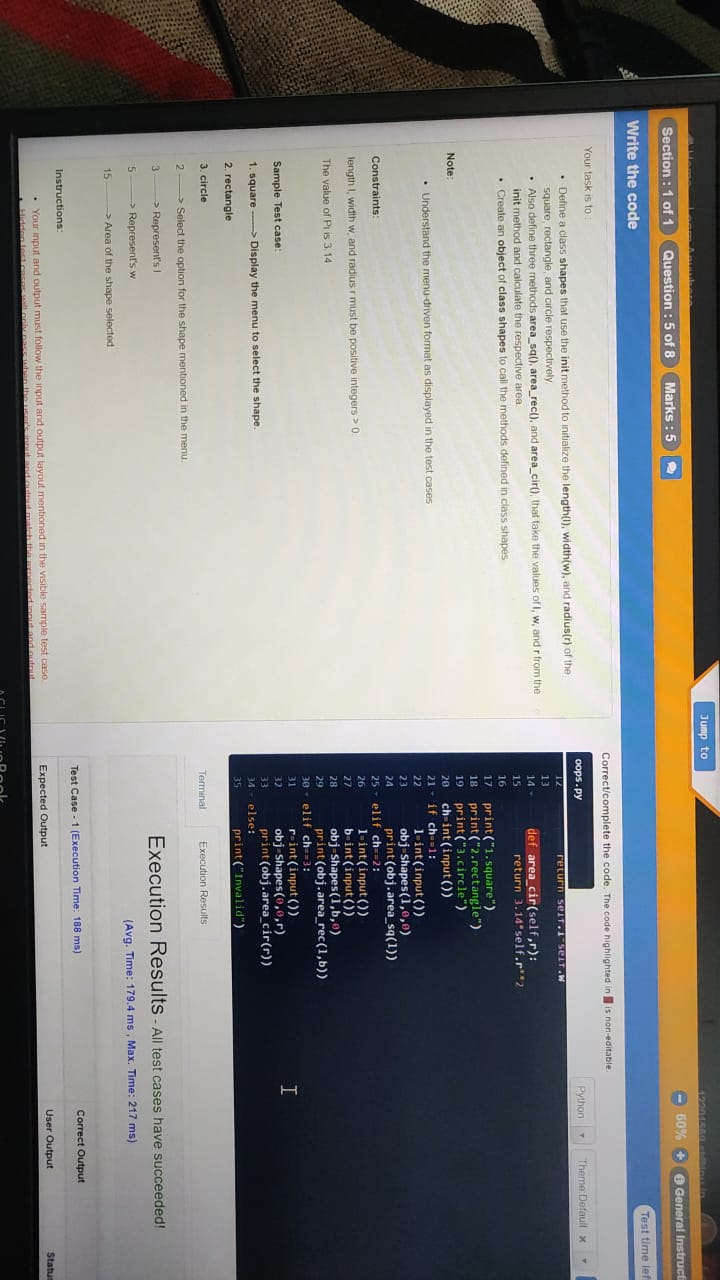 Section : 1 of 1 Question : 5 of 8 Marks : 5
Jump to
60%
General Instruc
Write the code
Test time le
Your task is to :
• Define a class shapes that use the init method to initialize the length(l), width(w), and radius(r) of the
square, rectangle, and circle respectively.
• Also define three methods area_sq(), area_rec(), and area_cir(), that take the values of l, w, and r from the
init method and calculate the respective area.
• Create an object of class shapes to call the methods defined in class shapes
Note:
• Understand the menu-driven format as displayed in the test cases
Constraints:
length l, width w, and radius r must be positive integers > 0.
The value of Pi is 3.14
Sample Test case:
1. square -----> Display the menu to select the shape.
2. rectangle
3. circle
2 -----> Select the option for the shape mentioned in the menu.
3 -----> Represent's l
5 -----> Represent's w
15 -----> Area of the shape selected
Instructions:
• Your input and output must follow the input and output layout mentioned in the visible sample test case.
Correct/complete the code. The code highlighted in is non-editable.
oops.py
Python
Theme:Default
12 return self.l*self.w
13
14 def area_cir(self,r):
15 return 3.14*self.r**2
16
17 print("1.square")
18 print("2.rectangle")
19 print("3.circle")
20 ch=int(input())
21 if ch==1:
22 l=int(input())
23 obj=Shapes(l,0,0)
24 print(obj.area_sq(l))
25 elif ch==2:
26 l=int(input())
27 b=int(input())
28 obj=Shapes(l,b,0)
29 print(obj.area_rec(l,b))
30 elif ch==3:
31 r=int(input())
32 obj=Shapes(0,0,r)
33 print(obj.area_cir(r))
34 else:
35 print("Invalid")
Terminal Execution Results
Execution Results - All test cases have succeeded!
(Avg. Time: 179.4 ms , Max. Time: 217 ms)
Test Case - 1 (Execution Time: 188 ms) Correct Output
Expected Output User Output Status